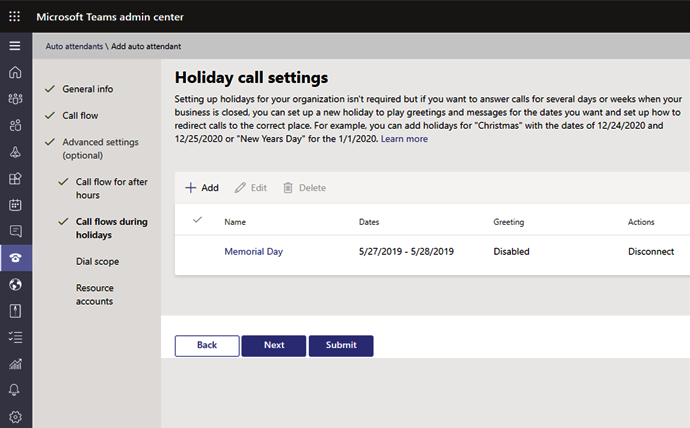 Microsoft Teams admin center
Auto attendants \ Add auto attendant
General info
Call flow
Advanced settings
(optional)
Call flow for after
hours
Call flows during
holidays
Dial scope
Resource
accounts
Holiday call settings
Setting up holidays for your organization isn't required but if you want to answer calls for several days or weeks when your
business is closed, you can set up a new holiday to play greetings and messages for the dates you want and set up how to
redirect calls to the correct place. For example, you can add holidays for "Christmas" with the dates of 12/24/2020 and
12/25/2020 or "New Years Day" for the 1/1/2020. Learn more
Add Edit Delete
Name Dates Greeting Actions
Memorial Day 5/27/2019 - 5/28/2019 Disabled Disconnect
Back Next Submit